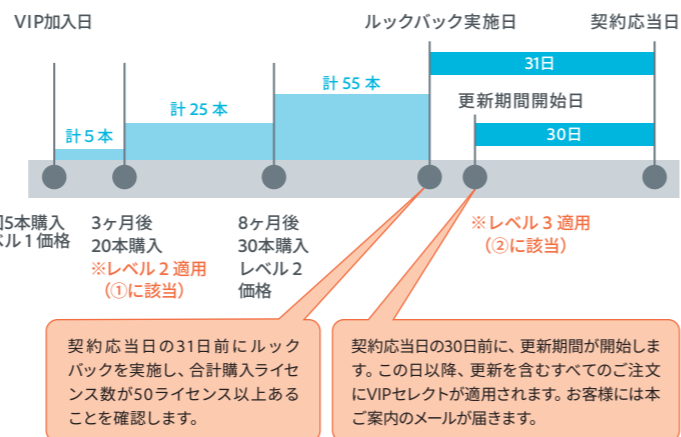 VIP加入日
ルックバック実施日
契約応当日
計 55 本
31日
計 25 本
更新期間開始日
計 5 本
30日
5本購入
ベル 1 価格
3ヶ月後
20本購入
※レベル 2 適用
（①に該当）
8ヶ月後
30本購入
レベル 2
価格
※レベル 3 適用
（②に該当）
契約応当日の31日前にルック
バックを実施し、合計購入ライセ
ンス数が50ライセンス以上ある
ことを確認します。
契約応当日の30日前に、更新期間が開始しま
す。この日以降、更新を含むすべてのご注文
にVIPセレクトが適用されます。お客様には本
ご案内のメールが届きます。